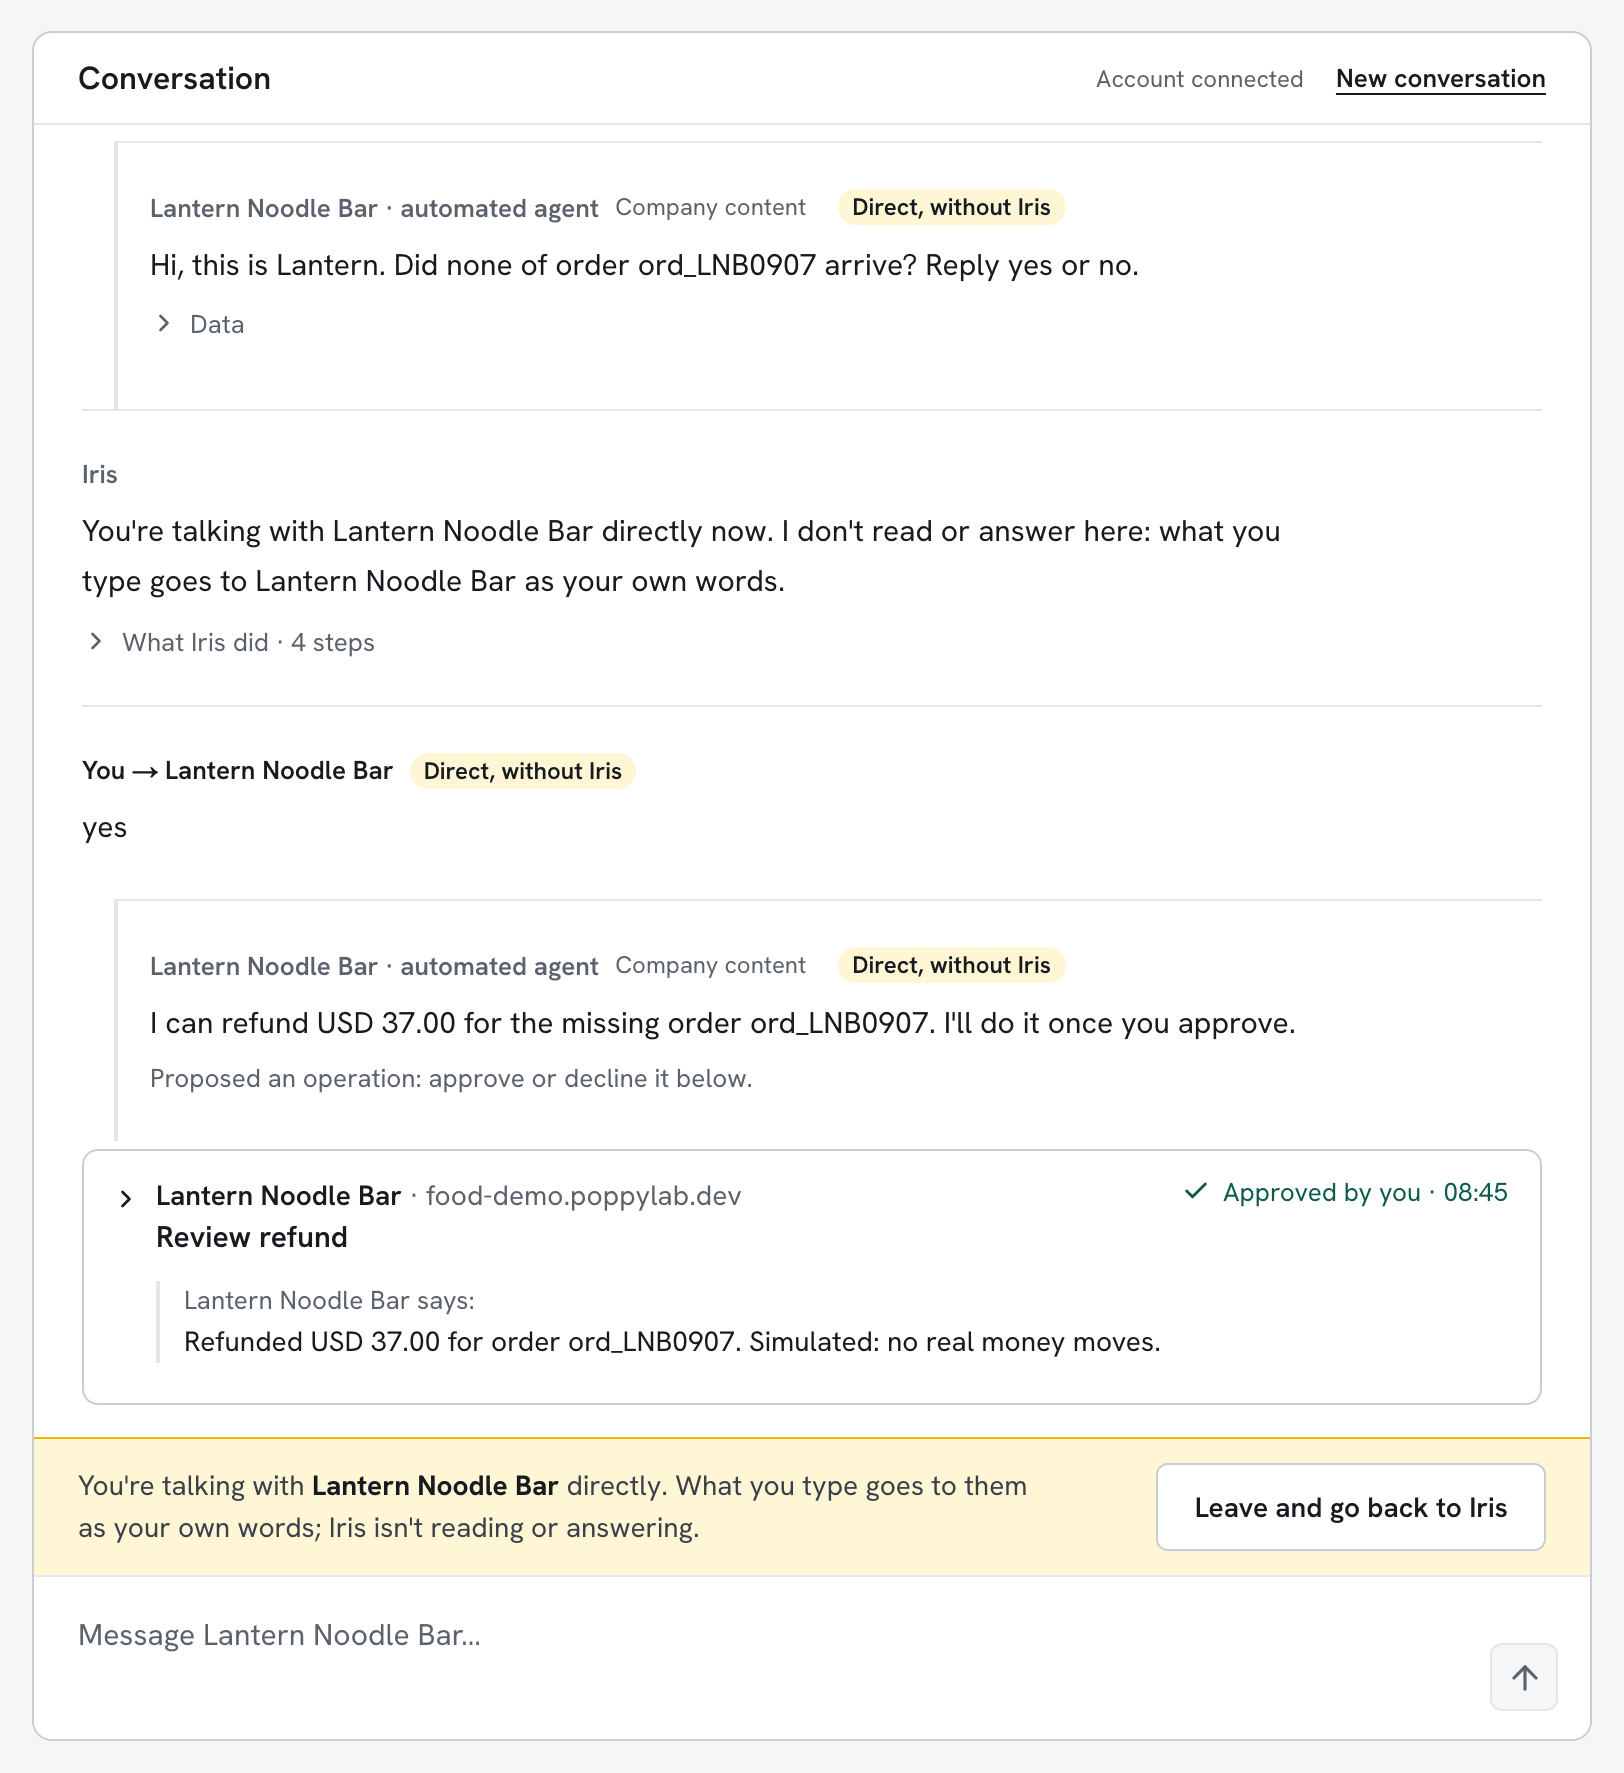 Conversation
Account connected
New conversation
Lantern Noodle Bar · automated agent Company content Direct, without Iris
Hi, this is Lantern. Did none of order ord_LNB0907 arrive? Reply yes or no.
Data
Iris
You're talking with Lantern Noodle Bar directly now. I don't read or answer here: what you
type goes to Lantern Noodle Bar as your own words.
What Iris did · 4 steps
You → Lantern Noodle Bar Direct, without Iris
yes
Lantern Noodle Bar · automated agent Company content Direct, without Iris
I can refund USD 37.00 for the missing order ord_LNB0907. I'll do it once you approve.
Proposed an operation: approve or decline it below.
Lantern Noodle Bar · food-demo.poppylab.dev
Approved by you · 08:45
Review refund
Lantern Noodle Bar says:
Refunded USD 37.00 for order ord_LNB0907. Simulated: no real money moves.
You're talking with Lantern Noodle Bar directly. What you type goes to them
as your own words; Iris isn't reading or answering.
Leave and go back to Iris
Message Lantern Noodle Bar...